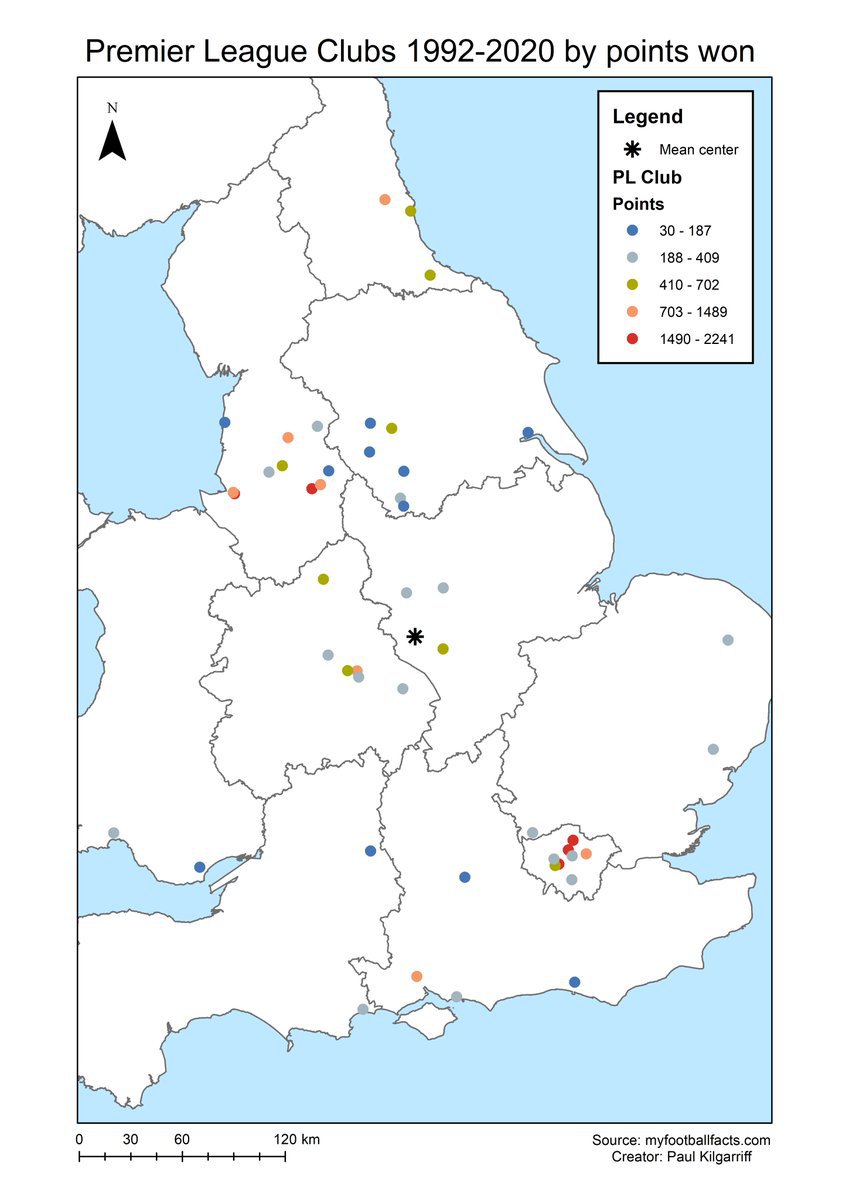 Premier League Clubs 1992-2020 by points won
N
Legend
Mean center
PL Club
Points
30 - 187
188 - 409
410 - 702
703 - 1489
1490 - 2241
0 30 60 120 km
Source: myfootballfacts.com
Creator: Paul Kilgarriff